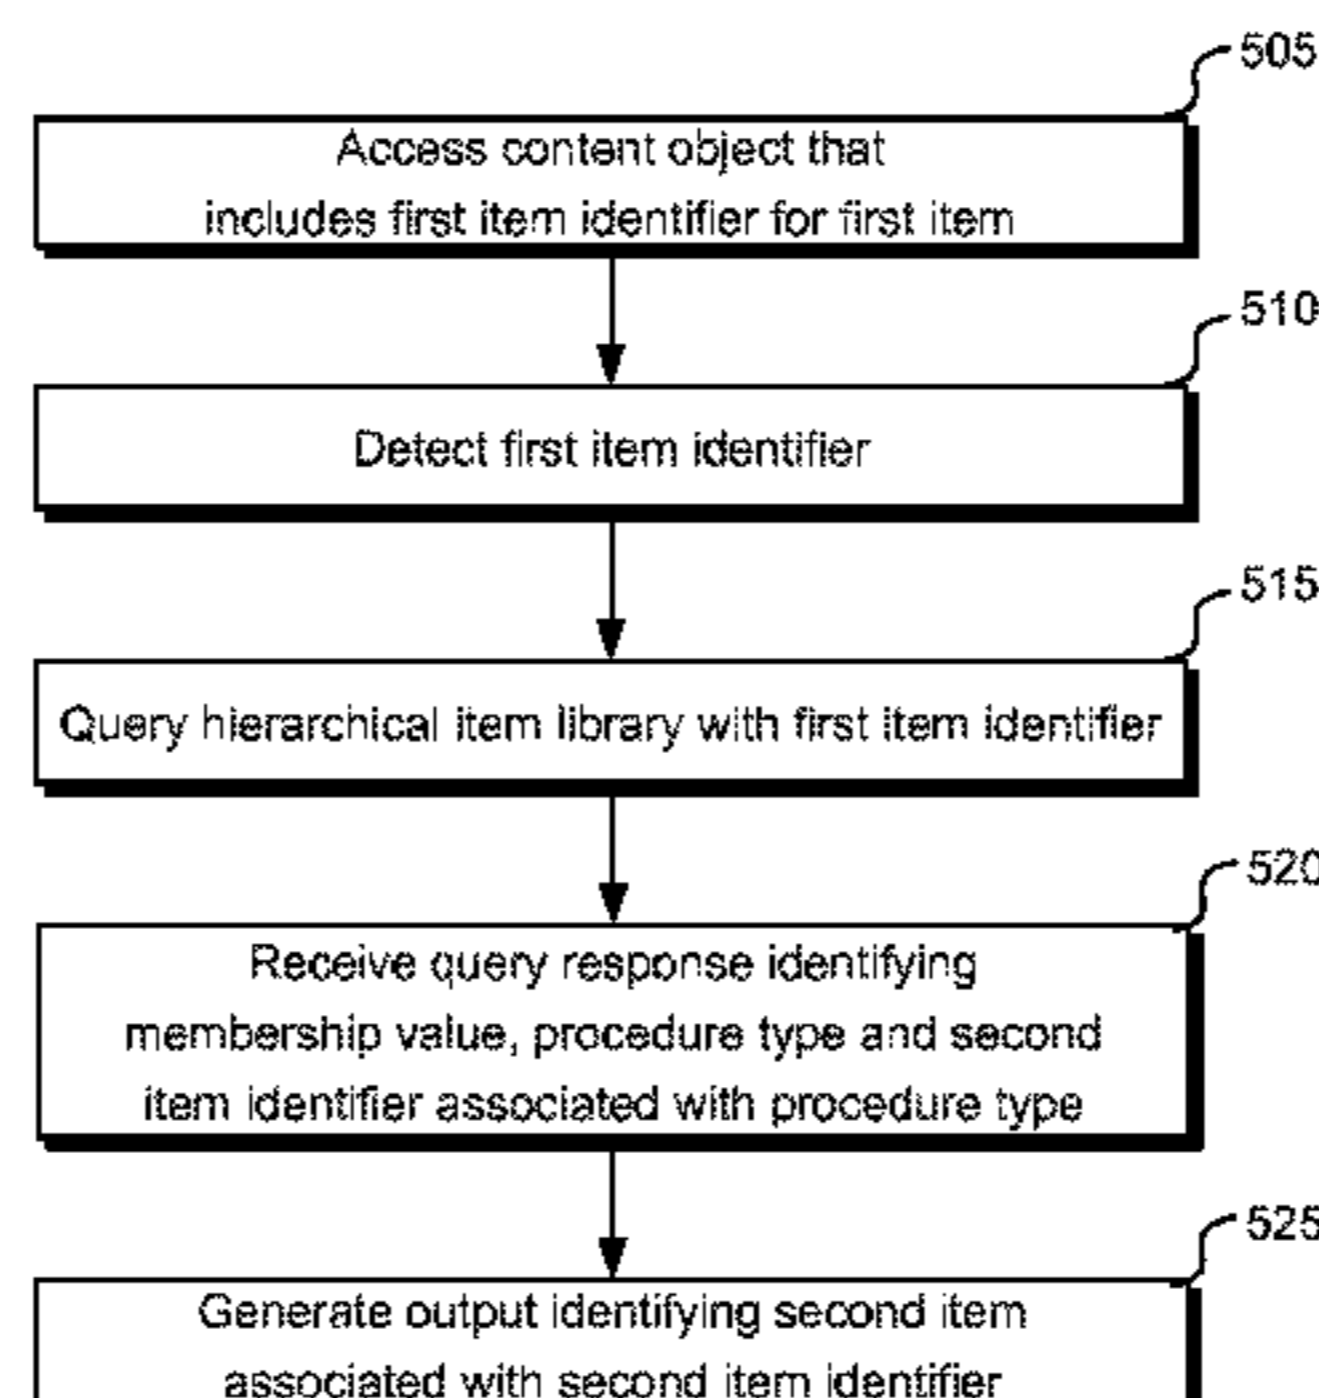 505
Access content object that
includes first item identifier for first item
510
Detect first item identifier
515
Query hierarchical item library with first item identifier
520
Receive query response identifying
membership value, procedure type and second
item identifier associated with procedure type
525
Generate output identifying second item
associated with second item identifier